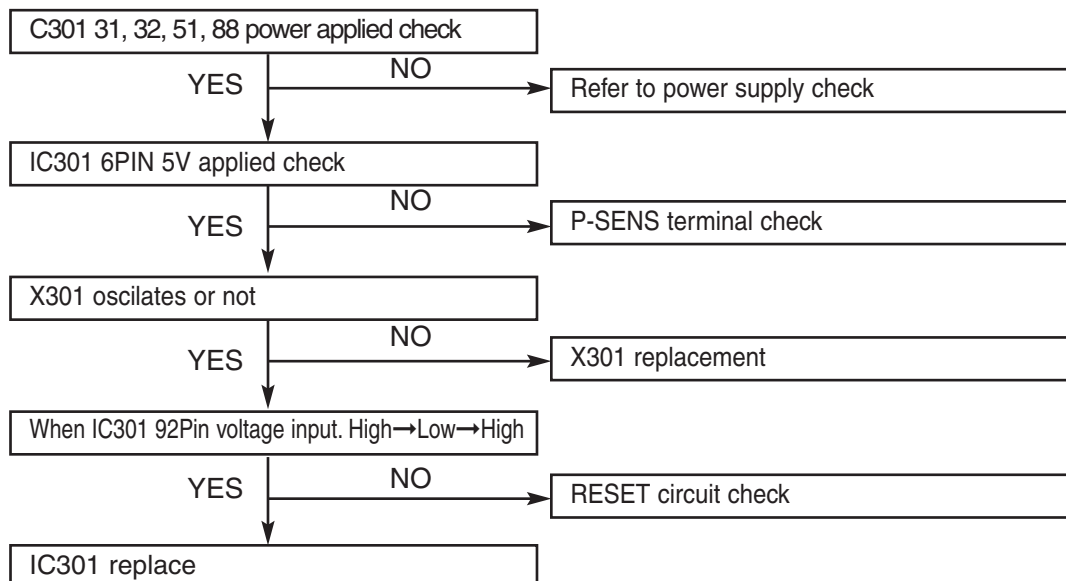 C301 31, 32, 51, 88 power applied check
NO
YES
Refer to power supply check
IC301 6PIN 5V applied check
NO
YES
P-SENS terminal check
X301 oscilates or not
NO
YES
X301 replacement
When IC301 92Pin voltage input. High→Low→High
NO
YES
RESET circuit check
IC301 replace